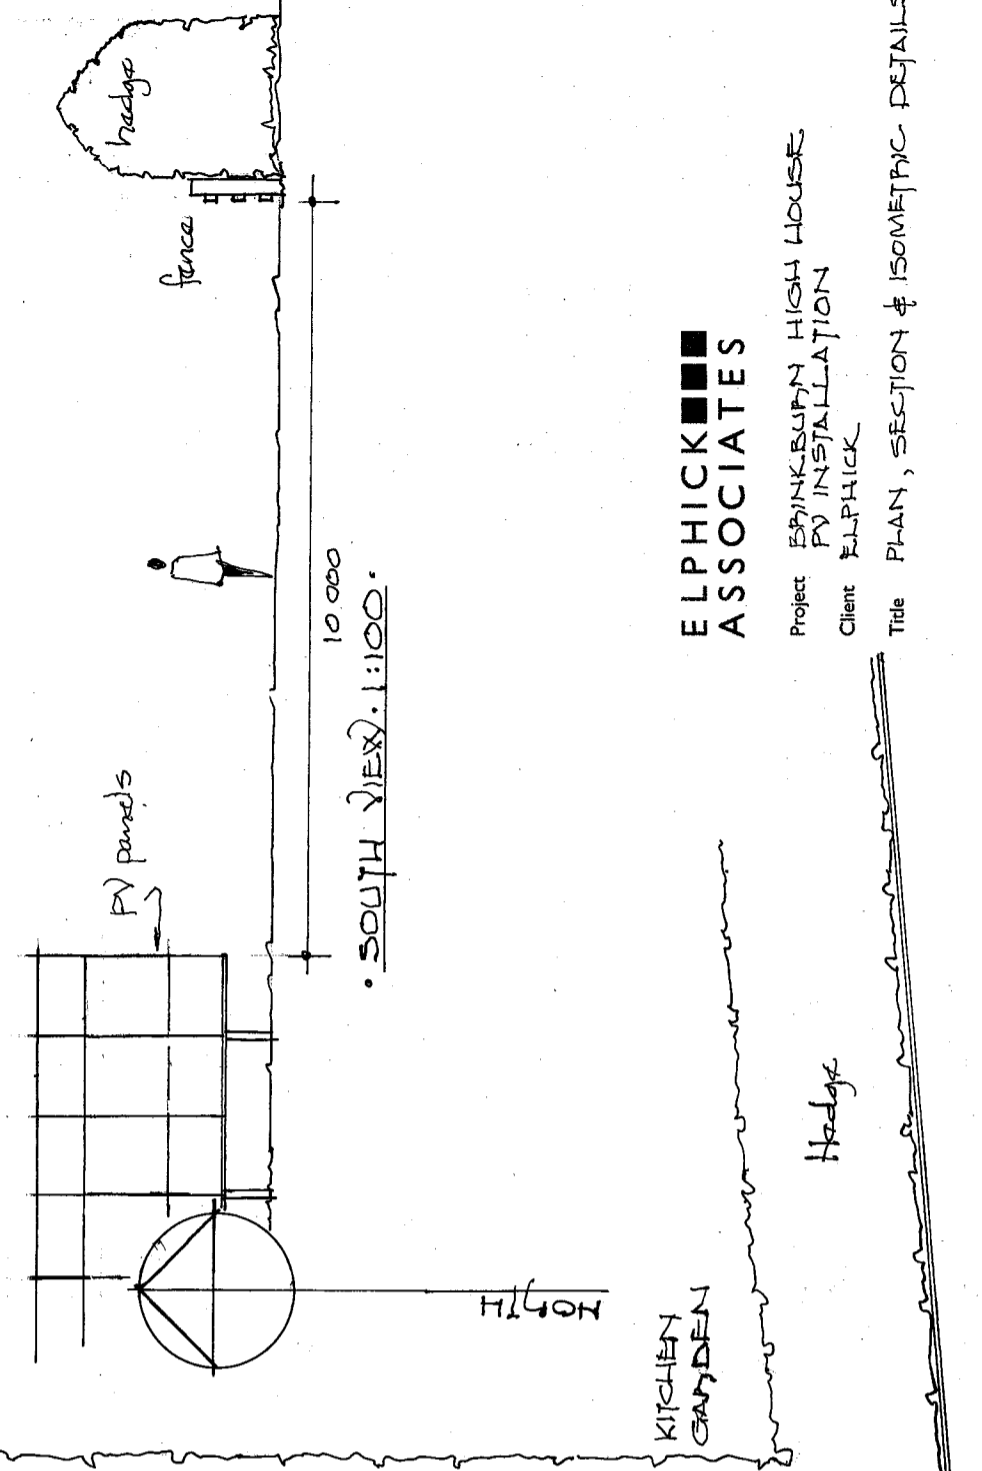 hedge
fence
PV panels
10.000
• SOUTH VIEW. 1:100.
NORTH
KITCHEN
GARDEN
Hedge
ELPHICK
ASSOCIATES
Project BRINKBURN HIGH HOUSE
PV INSTALLATION
Client ELPHICK
Title PLAN, SECTION & ISOMETRIC DETAILS